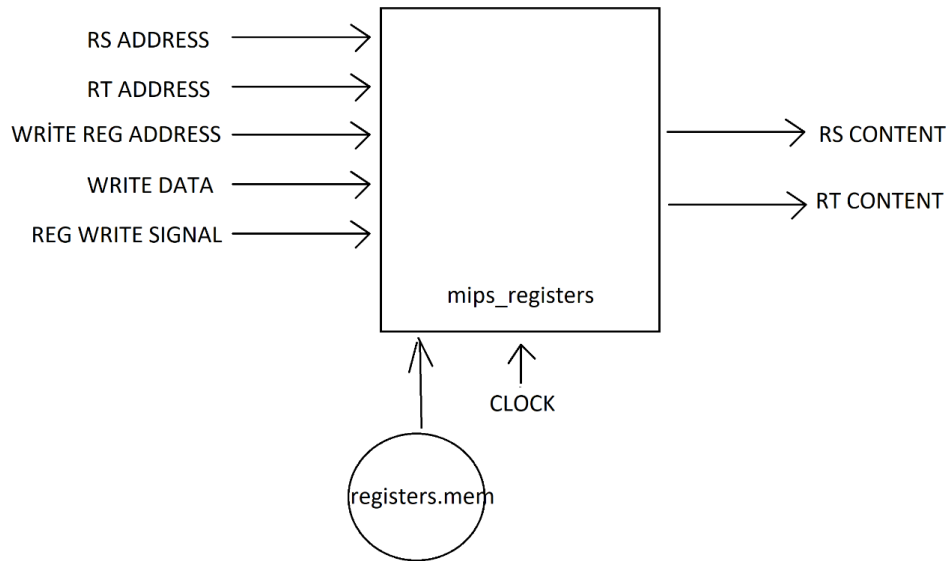 RS ADDRESS
RT ADDRESS
WRİTE REG ADDRESS
WRITE DATA
REG WRITE SIGNAL
RS CONTENT
RT CONTENT
mips_registers
CLOCK
registers.mem